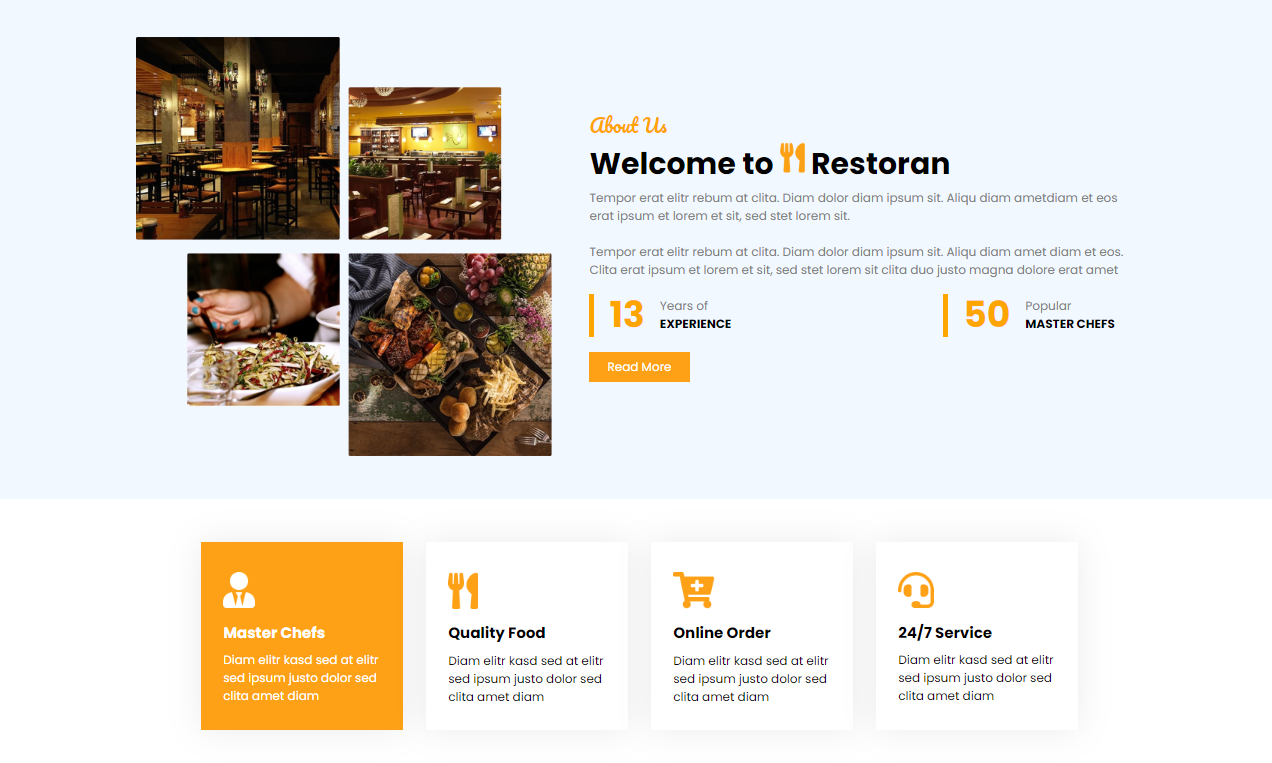 About Us
Welcome to Restoran
Tempor erat elitr rebum at clita. Diam dolor diam ipsum sit. Aliqu diam ametdiam et eos
erat ipsum et lorem et sit, sed stet lorem sit.
Tempor erat elitr rebum at clita. Diam dolor diam ipsum sit. Aliqu diam amet diam et eos.
Clita erat ipsum et lorem et sit, sed stet lorem sit clita duo justo magna dolore erat amet
13
Years of
EXPERIENCE
50
Popular
MASTER CHEFS
Read More
Master Chefs
Diam elitr kasd sed at elitr
sed ipsum justo dolor sed
clita amet diam
Quality Food
Diam elitr kasd sed at elitr
sed ipsum justo dolor sed
clita amet diam
Online Order
Diam elitr kasd sed at elitr
sed ipsum justo dolor sed
clita amet diam
24/7 Service
Diam elitr kasd sed at elitr
sed ipsum justo dolor sed
clita amet diam